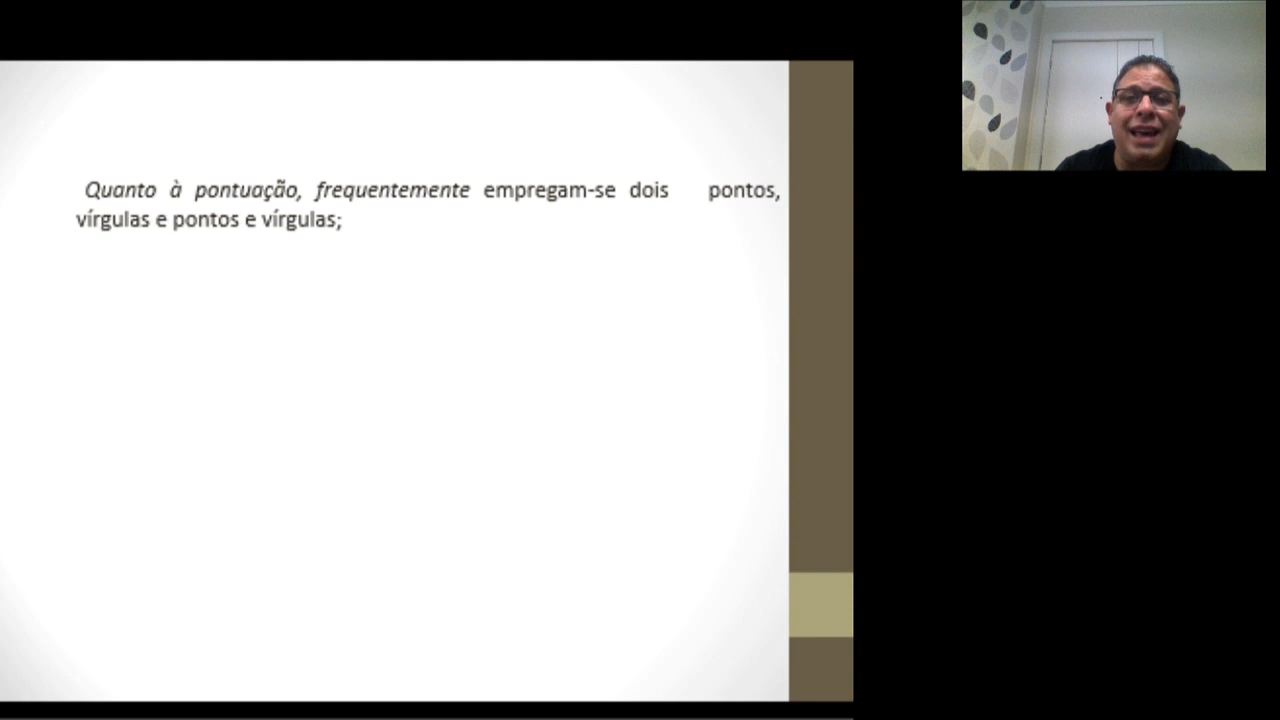 Quanto à pontuação, frequentemente empregam-se dois pontos,
vírgulas e pontos e vírgulas;